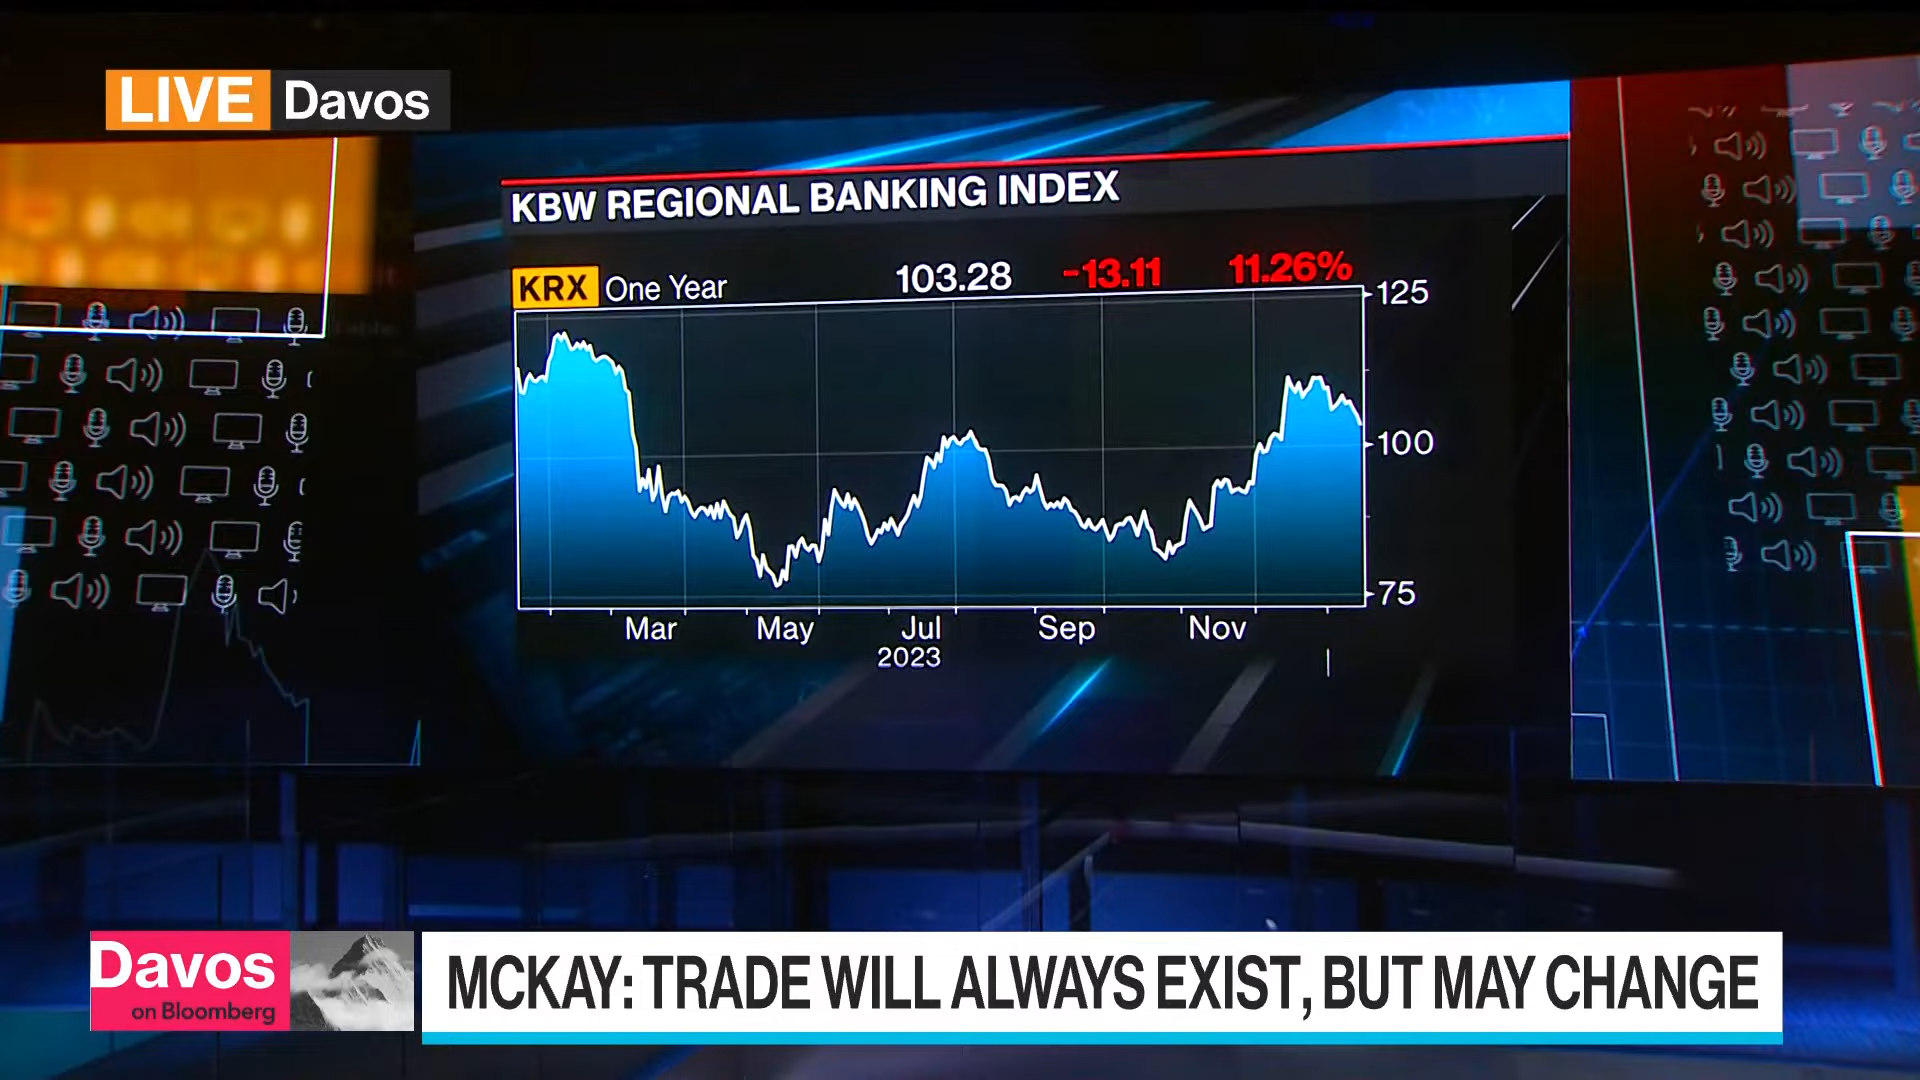 LIVE Davos
KBW REGIONAL BANKING INDEX
KRX One Year 103.28 -13.11 11.26%
125
100
75
Mar May Jul Sep Nov
2023
Davos
on Bloomberg
MCKAY: TRADE WILL ALWAYS EXIST, BUT MAY CHANGE